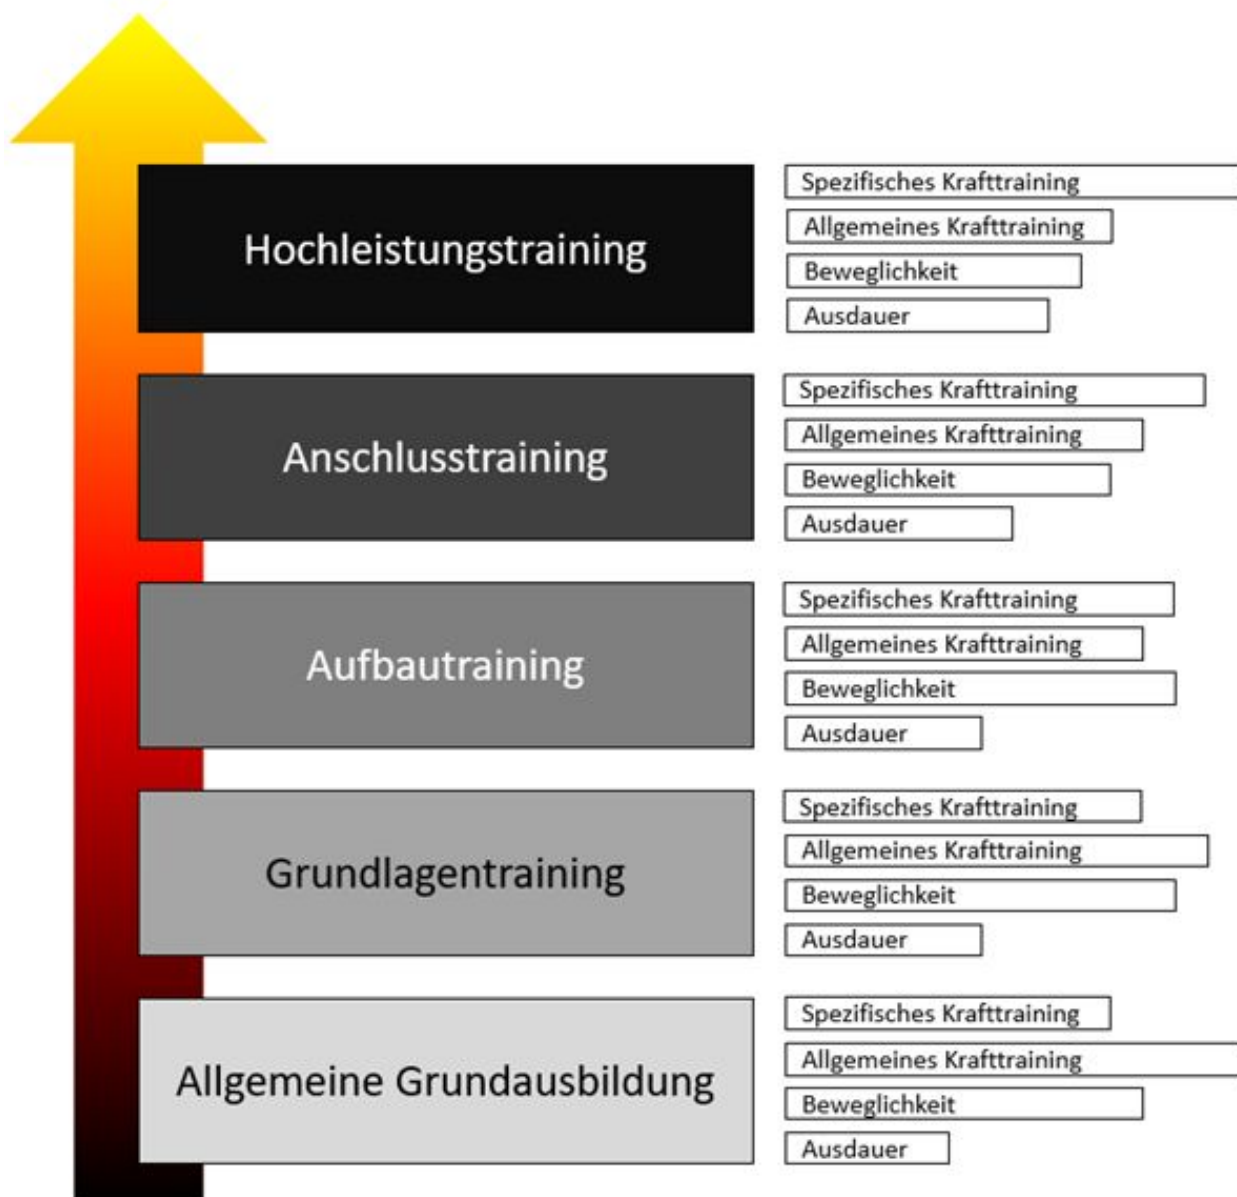 Hochleistungstraining
Spezifisches Krafttraining
Allgemeines Krafttraining
Beweglichkeit
Ausdauer
Anschlusstraining
Spezifisches Krafttraining
Allgemeines Krafttraining
Beweglichkeit
Ausdauer
Aufbautraining
Spezifisches Krafttraining
Allgemeines Krafttraining
Beweglichkeit
Ausdauer
Grundlagentraining
Spezifisches Krafttraining
Allgemeines Krafttraining
Beweglichkeit
Ausdauer
Allgemeine Grundausbildung
Spezifisches Krafttraining
Allgemeines Krafttraining
Beweglichkeit
Ausdauer